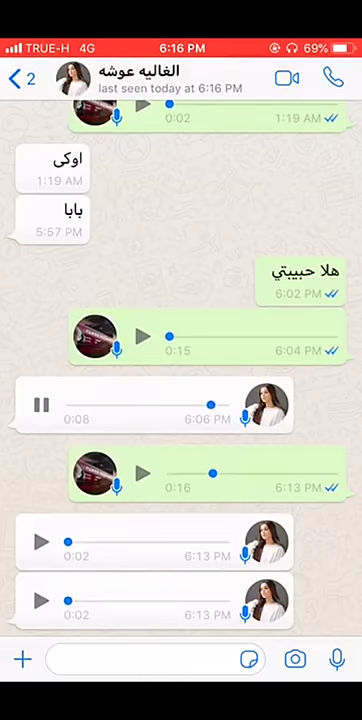 TRUE-H 4G 6:16 PM 69%
2 الغاليه عوشه
last seen today at 6:16 PM
0:02 1:19 AM
اوكى
1:19 AM
بابا
5:57 PM
هلا حبيبتي
6:02 PM
0:15 6:04 PM
0:08 6:06 PM
0:16 6:13 PM
0:02 6:13 PM
0:02 6:13 PM